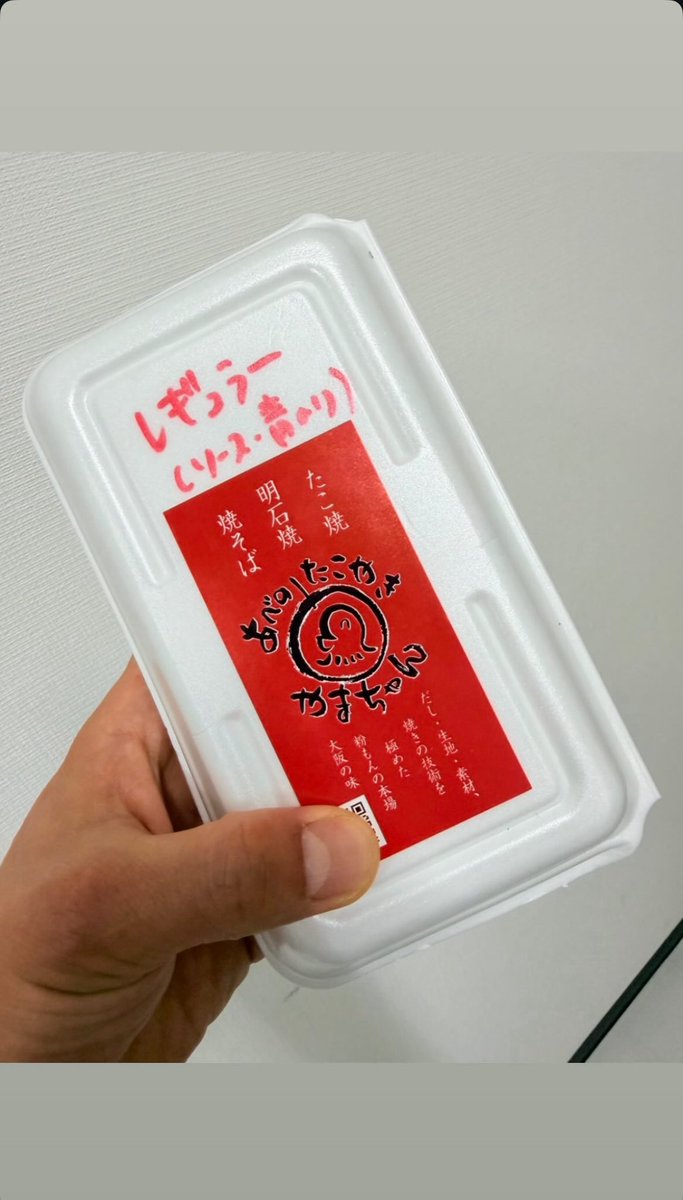 レギュラー
(ソース・青のり)
たこ焼
明石焼
焼そば
あべのたこやき
やまちゃん
だし・生地・素材、
焼きの技術を
極めた
粉もんの本場
大阪の味